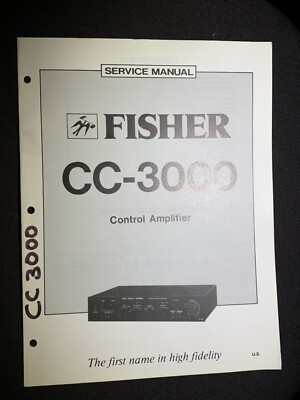 SERVICE MANUAL
FISHER
CC-3000
Control Amplifier
CC 3000
The first name in high fidelity
U.S.